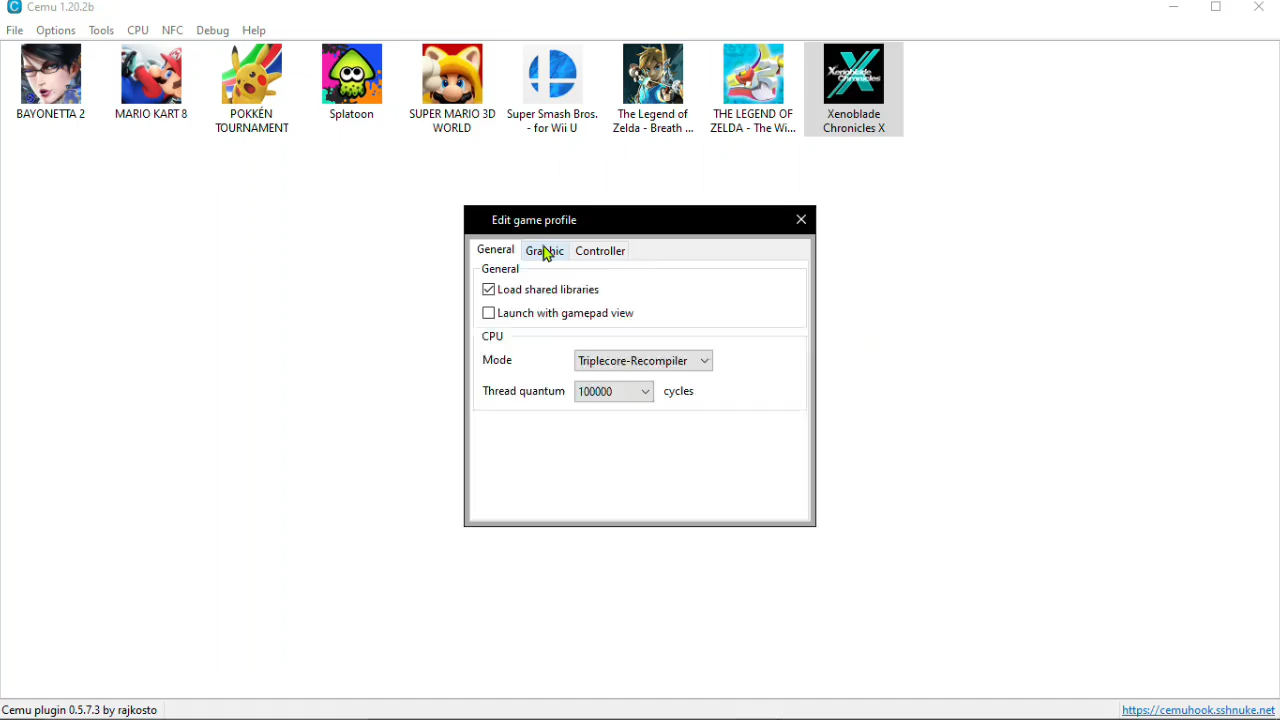 Cemu 1.20.2b
File Options Tools CPU NFC Debug Help
BAYONETTA 2
MARIO KART 8
POKKÉN
TOURNAMENT
Splatoon
SUPER MARIO 3D
WORLD
Super Smash Bros.
- for Wii U
The Legend of
Zelda - Breath ...
THE LEGEND OF
ZELDA - The Wi...
Xenoblade
Chronicles
Xenoblade
Chronicles X
Edit game profile
General Graphic Controller
General
Load shared libraries
Launch with gamepad view
CPU
Mode Triplecore-Recompiler
Thread quantum 100000 cycles
Cemu plugin 0.5.7.3 by rajkosto
https://cemuhook.sshnuke.net